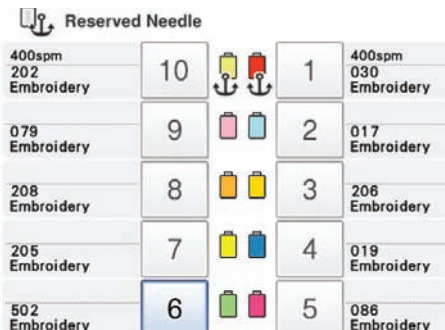 Reserved Needle
400spm
202
Embroidery
10
1
400spm
030
Embroidery
079
Embroidery
9
2
017
Embroidery
208
Embroidery
8
3
206
Embroidery
205
Embroidery
7
4
019
Embroidery
502
Embroidery
6
5
086
Embroidery